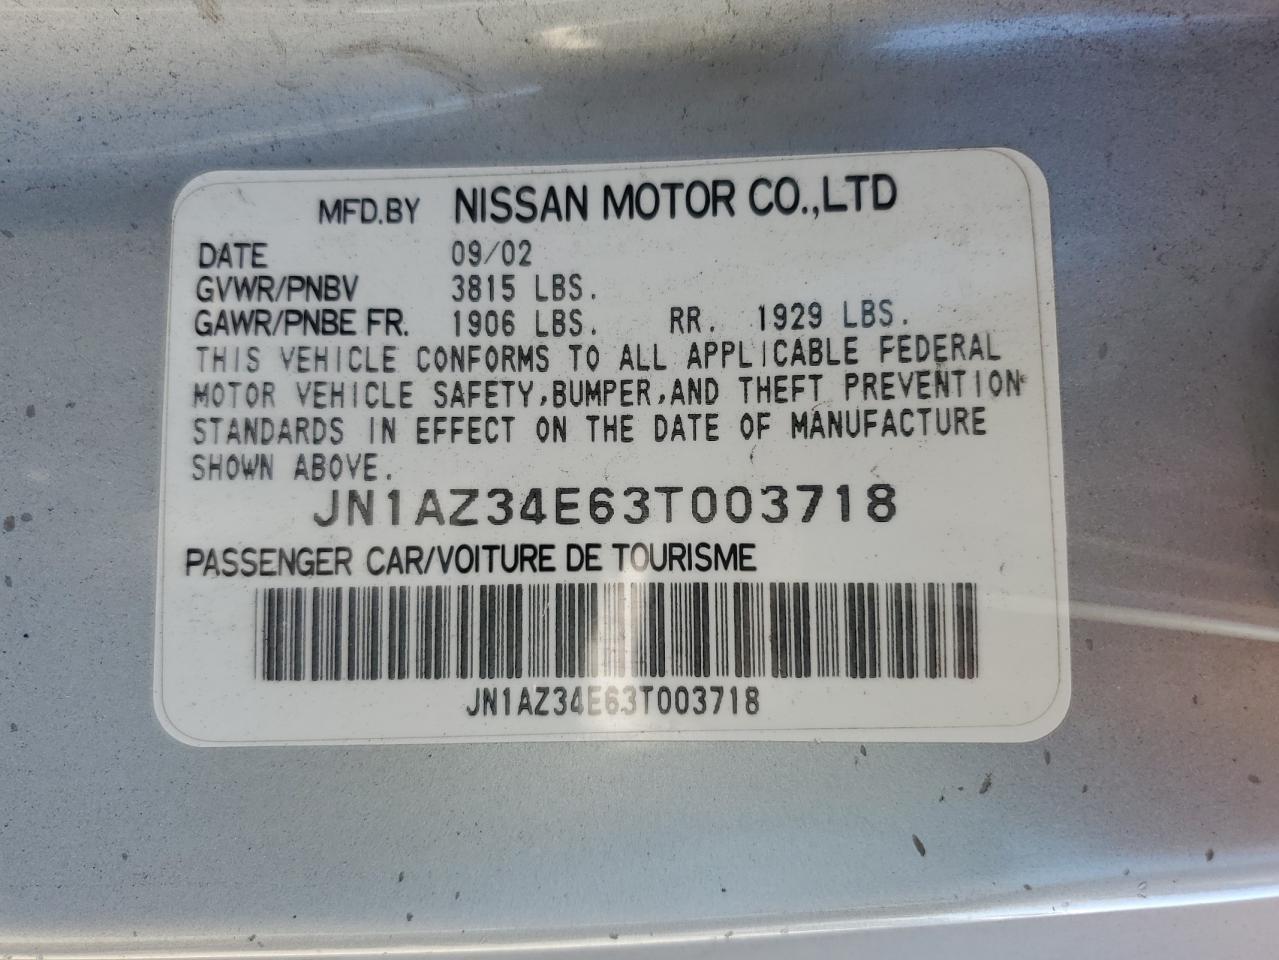 MFD.BY NISSAN MOTOR CO.,LTD
DATE 09/02
GVWR/PNBV 3815 LBS.
GAWR/PNBE FR. 1906 LBS. RR. 1929 LBS.
THIS VEHICLE CONFORMS TO ALL APPLICABLE FEDERAL
MOTOR VEHICLE SAFETY,BUMPER,AND THEFT PREVENTION
STANDARDS IN EFFECT ON THE DATE OF MANUFACTURE
SHOWN ABOVE.
JN1AZ34E63T003718
PASSENGER CAR/VOITURE DE TOURISME
JN1AZ34E63T003718